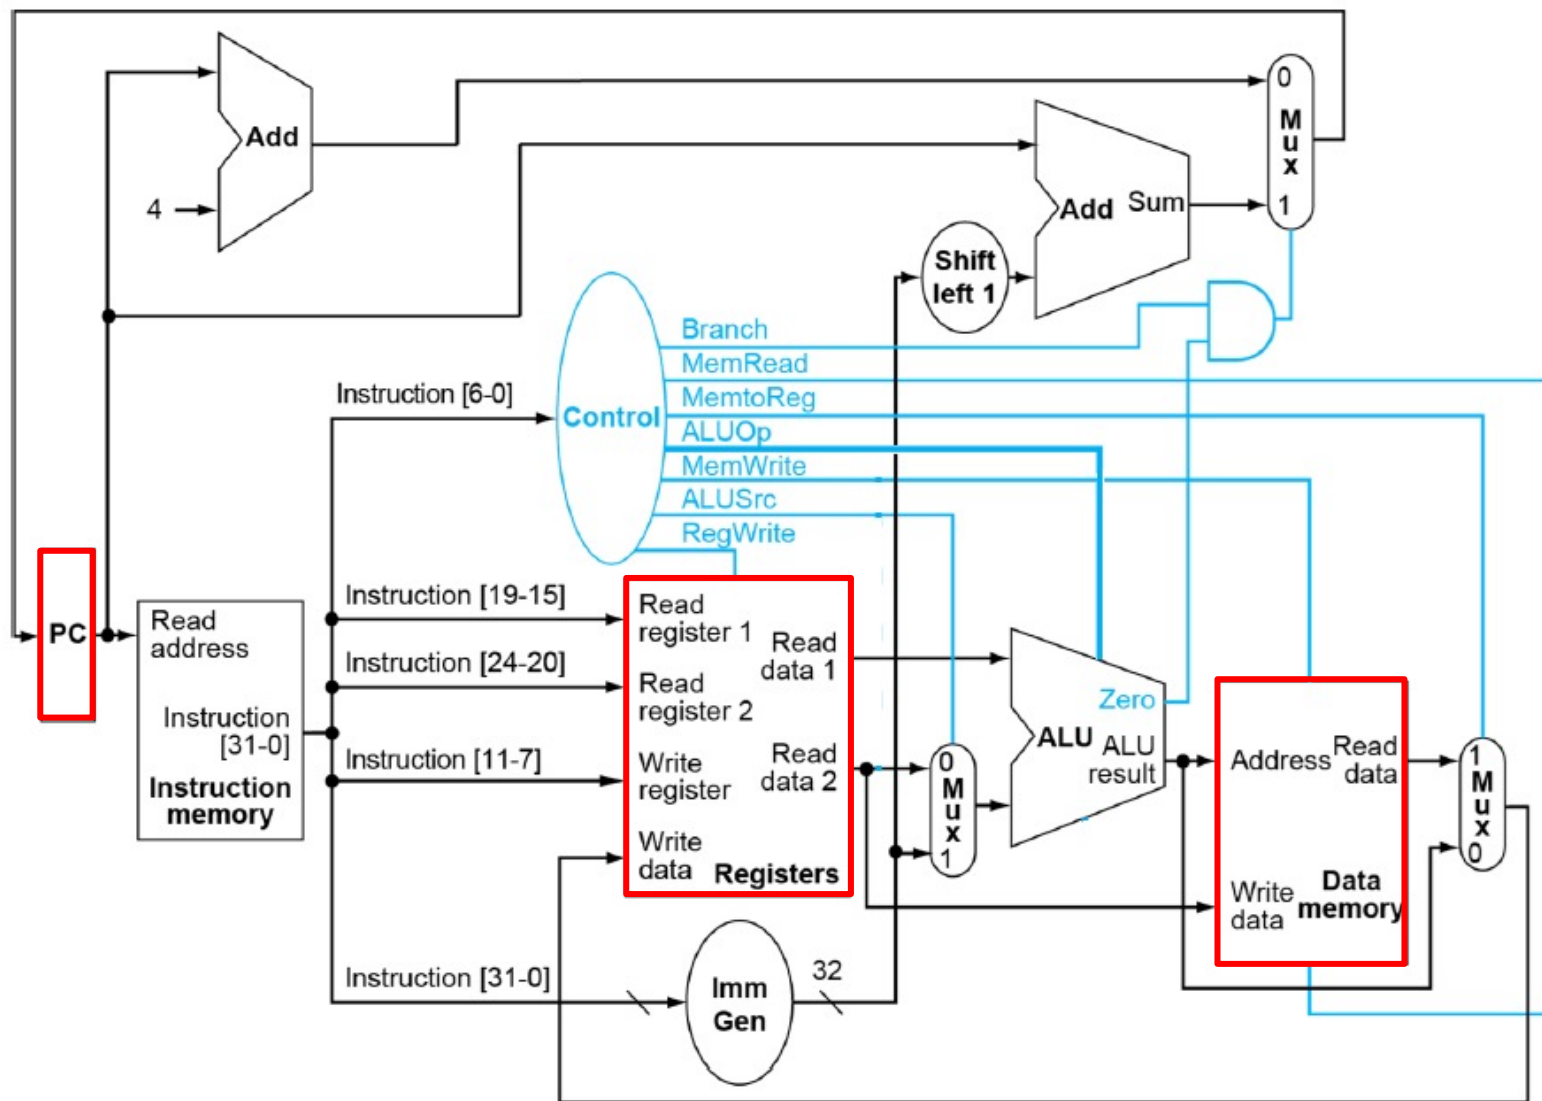 Add
4
0
Mux
1
Add Sum
Shift
left 1
Branch
MemRead
MemtoReg
ALUOp
MemWrite
ALUSrc
RegWrite
Control
Instruction [6-0]
PC
Read
address
Instruction
[31-0]
Instruction
memory
Instruction [19-15]
Instruction [24-20]
Instruction [11-7]
Instruction [31-0]
Read
register 1
Read
register 2
Write
register
Write
data
Read
data 1
Read
data 2
Registers
Imm
Gen
32
0
Mux
1
Zero
ALU
ALU
result
Address
Read
data
Write
data
Data
memory
1
Mux
0